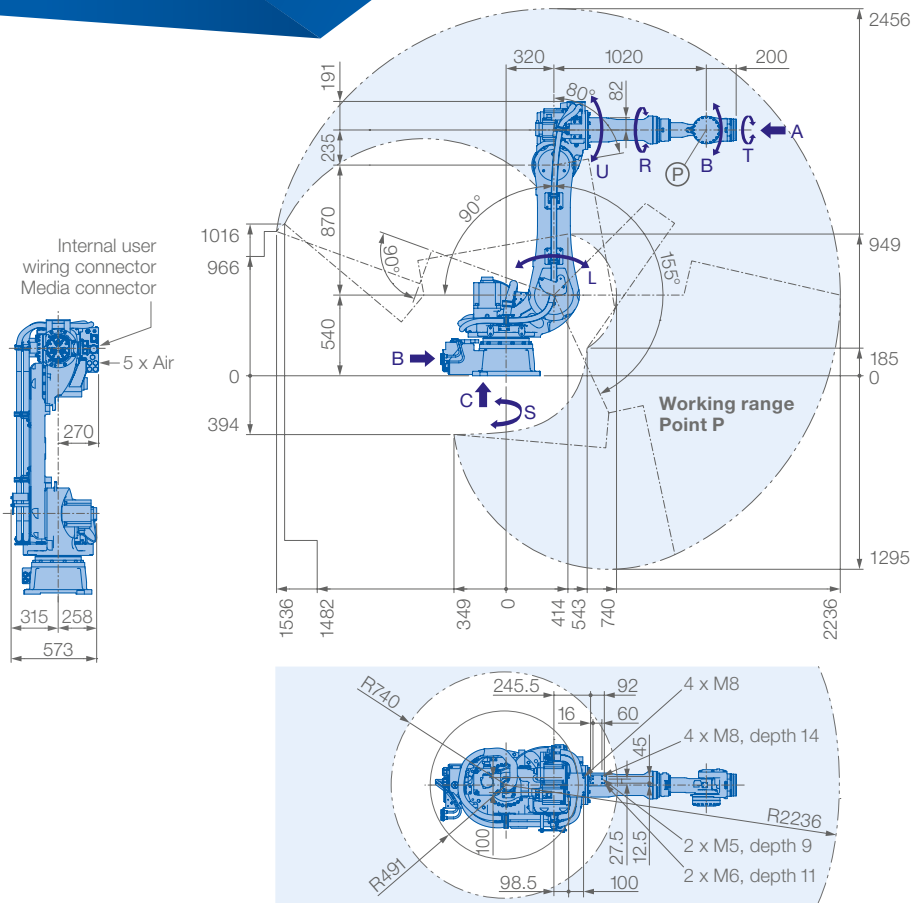 2456
320
1020
200
191
80°
82
A
U
R
B
T
P
235
90°
870
1016
966
90°
949
155°
L
Internal user
wiring connector
Media connector
5 x Air
540
B
185
0
0
C
S
394
Working range
Point P
270
1295
315
258
573
1536
1482
349
0
414
543
740
2236
R740
245.5
92
4 x M8
16
60
45
4 x M8, depth 14
R2236
100
R491
27.5
12.5
2 x M5, depth 9
2 x M6, depth 11
98.5
100